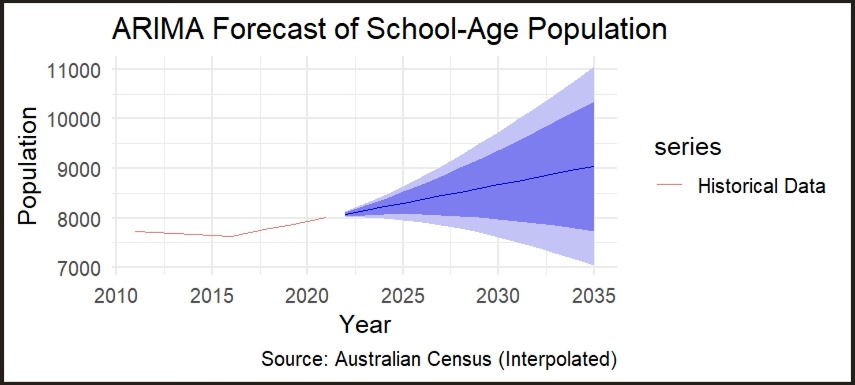 ARIMA Forecast of School-Age Population
11000
10000
9000
8000
7000
Population
2010 2015 2020 2025 2030 2035
Year
series
Historical Data
Source: Australian Census (Interpolated)